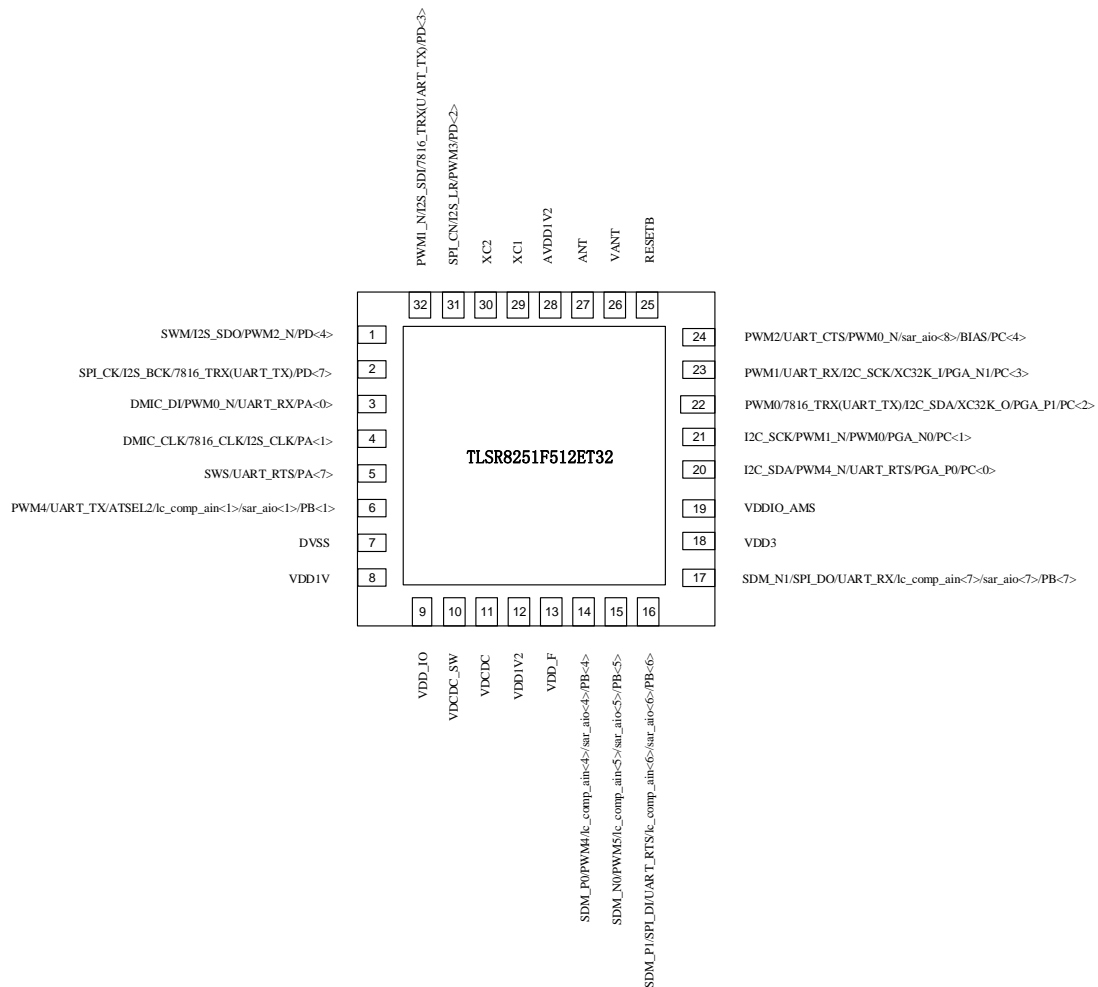 PWM1_N/I2S_SDI/7816_TRX(UART_TX)/PD<3>
SPI_CN/I2S_LR/PWM3/PD<2>
XC2
XC1
AVDD1V2
ANT
VANT
RESETB
32
31
30
29
28
27
26
25
SWM/I2S_SDO/PWM2_N/PD<4>
1
SPI_CK/I2S_BCK/7816_TRX(UART_TX)/PD<7>
2
DMIC_DI/PWM0_N/UART_RX/PA<0>
3
DMIC_CLK/7816_CLK/I2S_CLK/PA<1>
4
SWS/UART_RTS/PA<7>
5
PWM4/UART_TX/ATSEL2/lc_comp_ain<1>/sar_aio<1>/PB<1>
6
DVSS
7
VDD1V
8
TLSR8251F512ET32
24
PWM2/UART_CTS/PWM0_N/sar_aio<8>/BIAS/PC<4>
23
PWM1/UART_RX/I2C_SCK/XC32K_I/PGA_N1/PC<3>
22
PWM0/7816_TRX(UART_TX)/I2C_SDA/XC32K_O/PGA_P1/PC<2>
21
I2C_SCK/PWM1_N/PWM0/PGA_N0/PC<1>
20
I2C_SDA/PWM4_N/UART_RTS/PGA_P0/PC<0>
19
VDDIO_AMS
18
VDD3
17
SDM_N1/SPI_DO/UART_RX/lc_comp_ain<7>/sar_aio<7>/PB<7>
9
10
11
12
13
14
15
16
VDD_IO
VDCDC_SW
VDCDC
VDD1V2
VDD_F
SDM_P0/PWM4/lc_comp_ain<4>/sar_aio<4>/PB<4>
SDM_N0/PWM5/lc_comp_ain<5>/sar_aio<5>/PB<5>
SDM_P1/SPI_DI/UART_RTS/lc_comp_ain<6>/sar_aio<6>/PB<6>